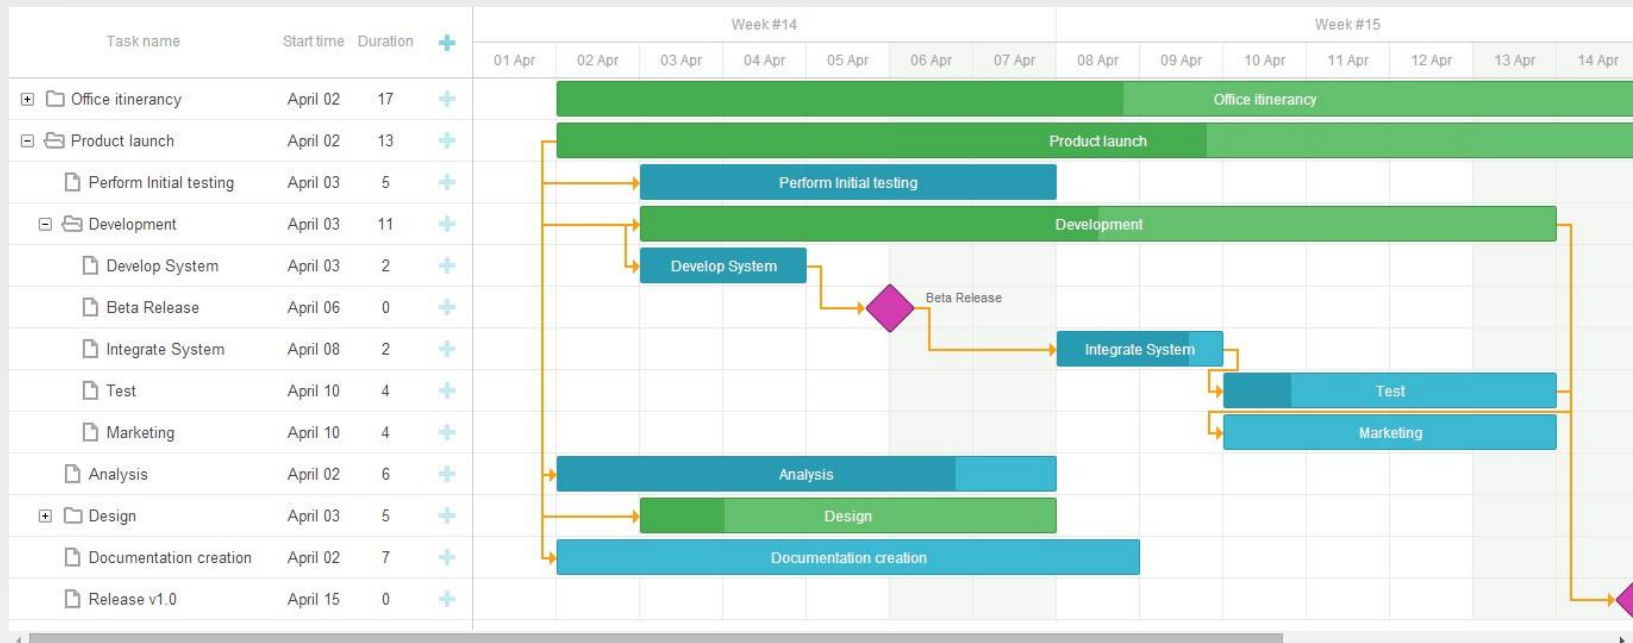 Week #14 Week #15
Task name Start time Duration
01 Apr 02 Apr 03 Apr 04 Apr 05 Apr 06 Apr 07 Apr 08 Apr 09 Apr 10 Apr 11 Apr 12 Apr 13 Apr 14 Apr
Office itinerancy April 02 17 Office itinerancy
Product launch April 02 13 Product launch
Perform Initial testing April 03 5 Perform Initial testing
Development April 03 11 Development
Develop System April 03 2 Develop System
Beta Release April 06 0 Beta Release
Integrate System April 08 2 Integrate System
Test April 10 4 Test
Marketing April 10 4 Marketing
Analysis April 02 6 Analysis
Design April 03 5 Design
Documentation creation April 02 7 Documentation creation
Release v1.0 April 15 0